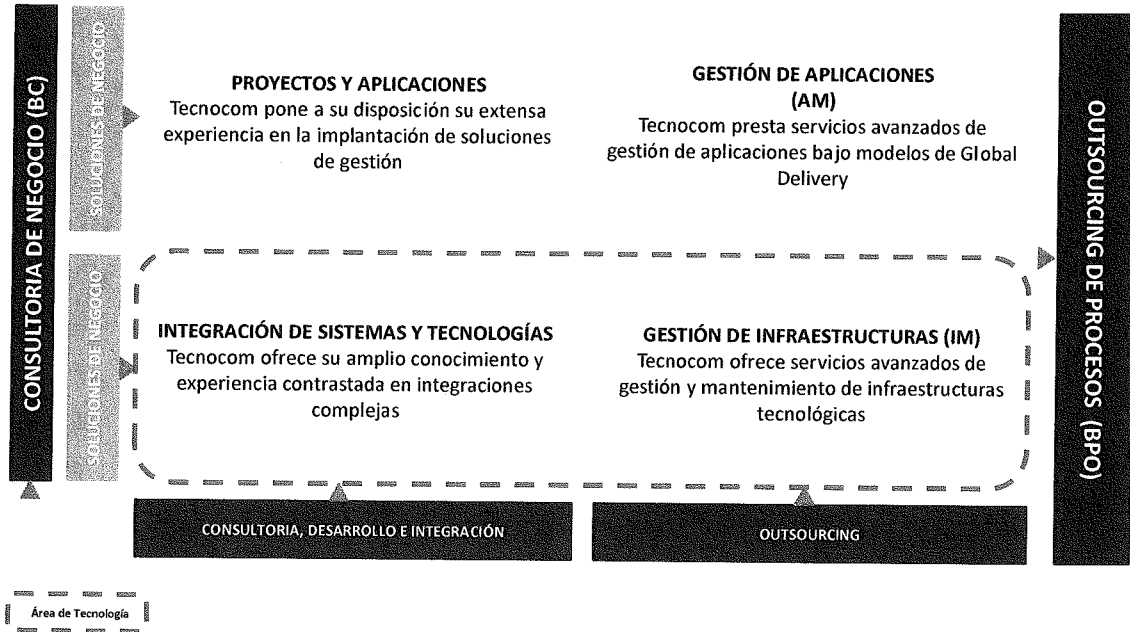 CONSULTORIA DE NEGOCIO (BC)
SOLUCIONES DE NEGOCIO
PROYECTOS Y APLICACIONES
Tecnocom pone a su disposición su extensa
experiencia en la implantación de soluciones
de gestión
GESTIÓN DE APLICACIONES
(AM)
Tecnocom presta servicios avanzados de
gestión de aplicaciones bajo modelos de Global
Delivery
SOLUCIONES DE NEGOCIO
INTEGRACIÓN DE SISTEMAS Y TECNOLOGÍAS
Tecnocom ofrece su amplio conocimiento y
experiencia contrastada en integraciones
complejas
GESTIÓN DE INFRAESTRUCTURAS (IM)
Tecnocom ofrece servicios avanzados de
gestión y mantenimiento de infraestructuras
tecnológicas
OUTSOURCING DE PROCESOS (BPO)
CONSULTORIA, DESARROLLO E INTEGRACIÓN
OUTSOURCING
Área de Tecnología